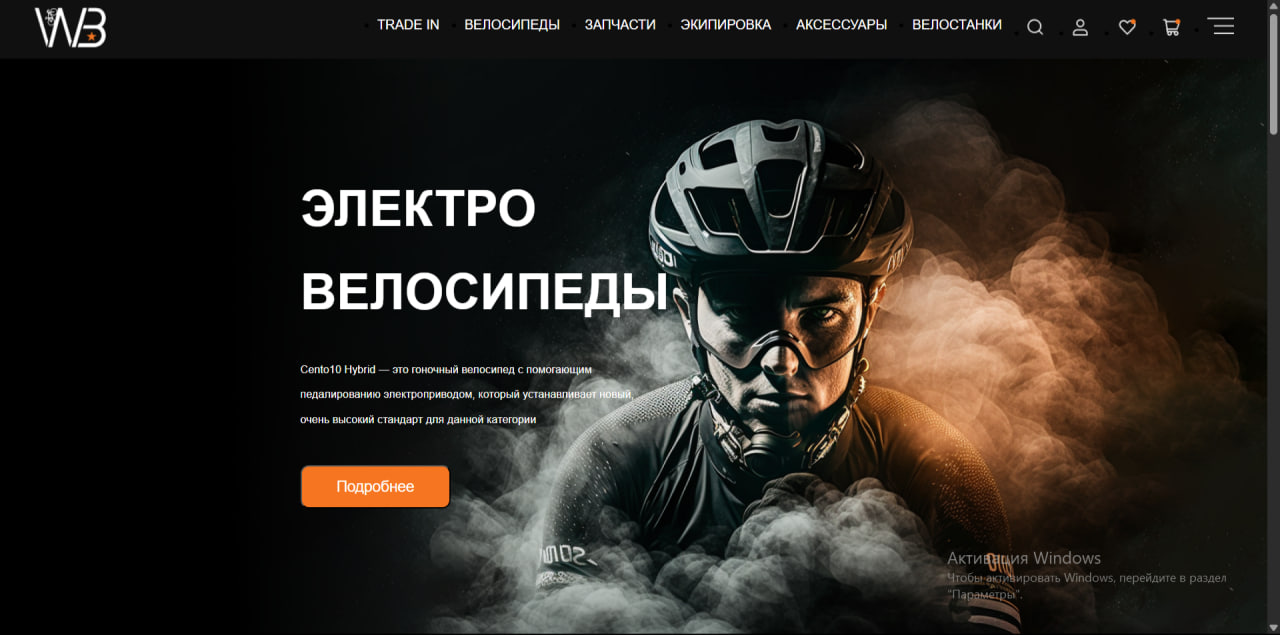 WB
TRADE IN ВЕЛОСИПЕДЫ ЗАПЧАСТИ ЭКИПИРОВКА АКСЕССУАРЫ ВЕЛОСТАНКИ
ЭЛЕКТРО
ВЕЛОСИПЕДЫ
Cento10 Hybrid — это гоночный велосипед с помогающим
педалированию электроприводом, который устанавливает новый,
очень высокий стандарт для данной категории
Подробнее
Активация Windows
Чтобы активировать Windows, перейдите в раздел
"Параметры".